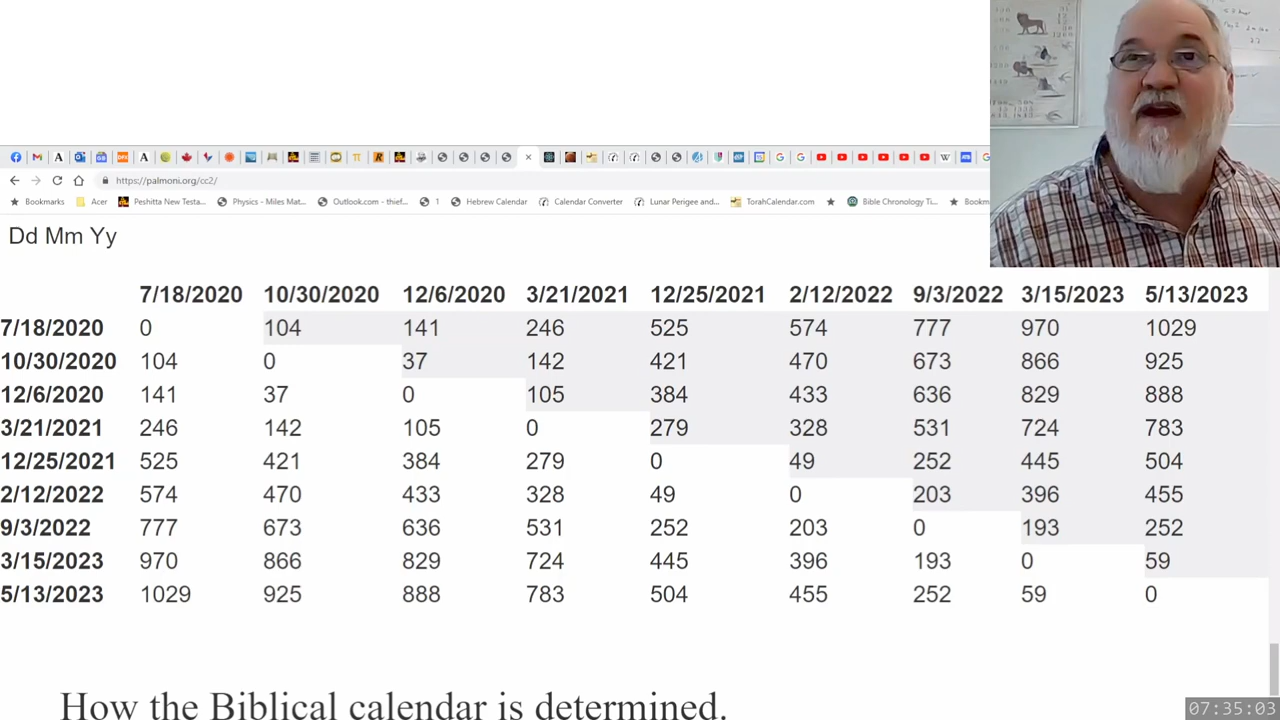 https://palmoni.org/cc2/
Bookmarks Acer Peshitta New Testa... Physics - Miles Mat... Outlook.com - thief... 1 Hebrew Calendar Calendar Converter Lunar Perigee and... TorahCalendar.com Bible Chronology Ti... Bookm
Dd Mm Yy
7/18/2020 10/30/2020 12/6/2020 3/21/2021 12/25/2021 2/12/2022 9/3/2022 3/15/2023 5/13/2023
7/18/2020 0 104 141 246 525 574 777 970 1029
10/30/2020 104 0 37 142 421 470 673 866 925
12/6/2020 141 37 0 105 384 433 636 829 888
3/21/2021 246 142 105 0 279 328 531 724 783
12/25/2021 525 421 384 279 0 49 252 445 504
2/12/2022 574 470 433 328 49 0 203 396 455
9/3/2022 777 673 636 531 252 203 0 193 252
3/15/2023 970 866 829 724 445 396 193 0 59
5/13/2023 1029 925 888 783 504 455 252 59 0
How the Biblical calendar is determined.
07:35:03